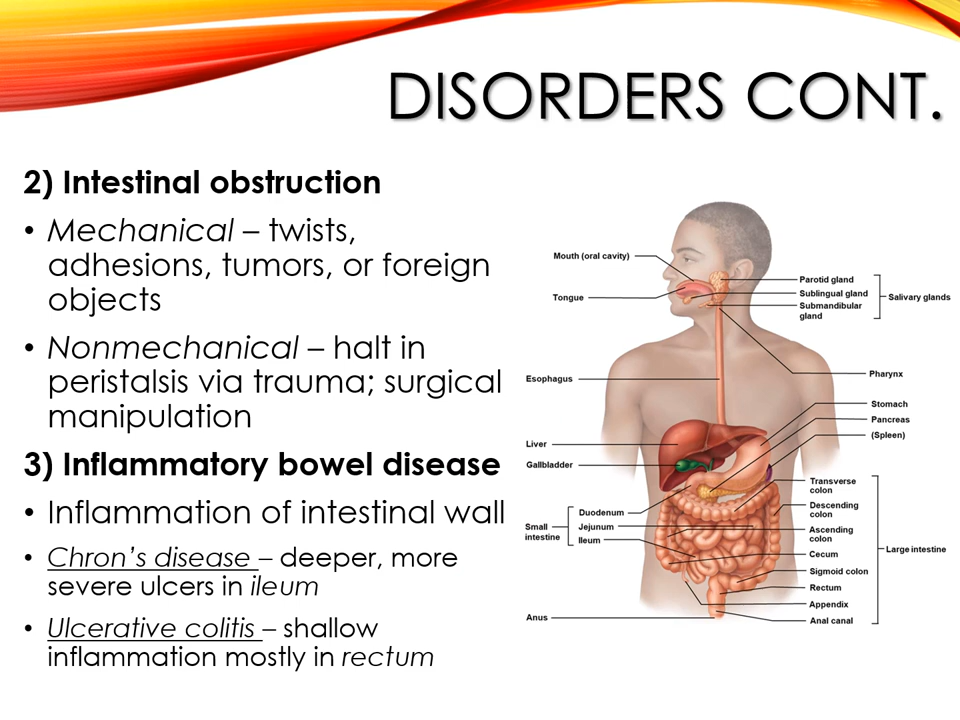 DISORDERS CONT.
2) Intestinal obstruction
• Mechanical – twists,
adhesions, tumors, or foreign
objects
• Nonmechanical – halt in
peristalsis via trauma; surgical
manipulation
3) Inflammatory bowel disease
• Inflammation of intestinal wall
• Chron's disease – deeper, more
severe ulcers in ileum
• Ulcerative colitis – shallow
inflammation mostly in rectum
Mouth (oral cavity)
Tongue
Parotid gland
Sublingual gland
Submandibular
gland
Salivary glands
Esophagus
Pharynx
Stomach
Pancreas
(Spleen)
Liver
Gallbladder
Small
intestine
Duodenum
Jejunum
Ileum
Transverse
colon
Descending
colon
Ascending
colon
Cecum
Sigmoid colon
Rectum
Appendix
Anal canal
Large intestine
Anus